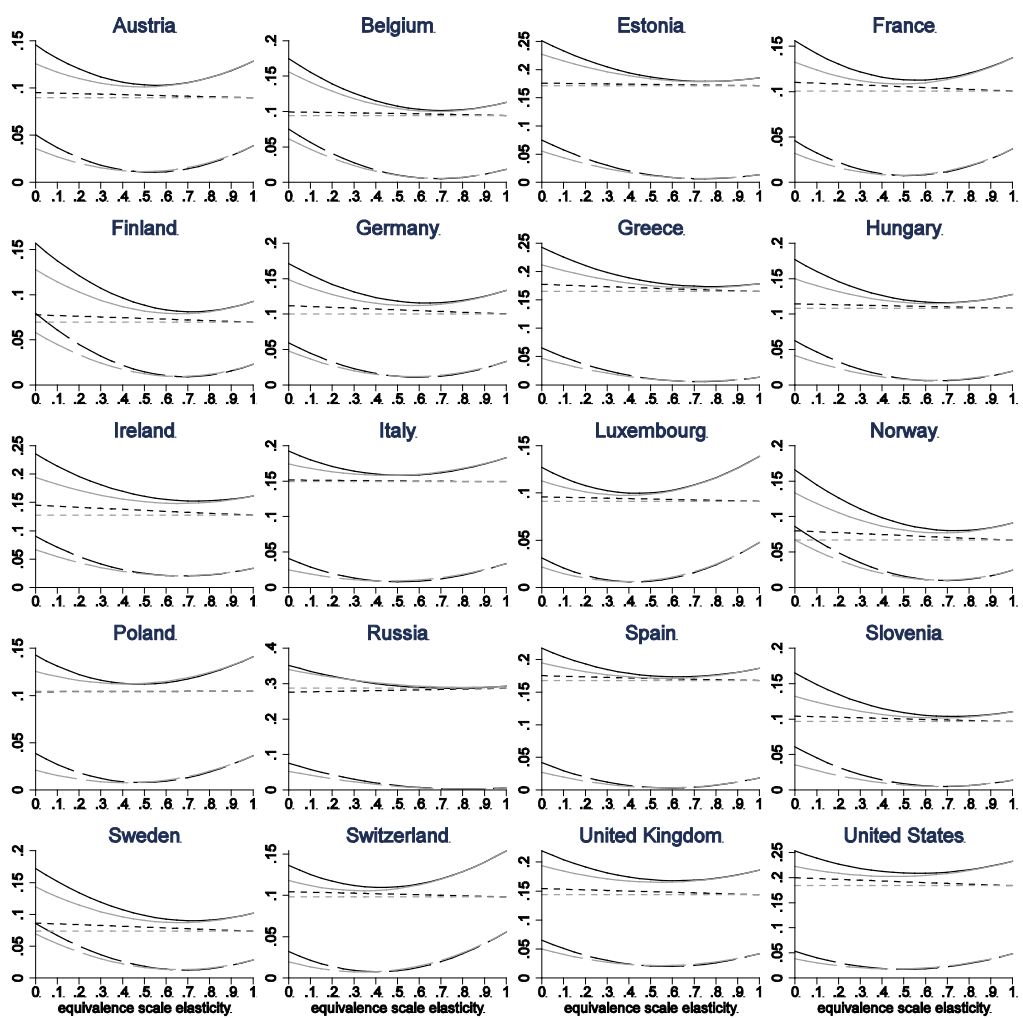 Austria
.15
.1
.05
0
0 .1 .2 .3 .4 .5 .6 .7 .8 .9 1
Belgium
.2
.15
.1
.05
0
0 .1 .2 .3 .4 .5 .6 .7 .8 .9 1
Estonia
.25
.2
.15
.1
.05
0
0 .1 .2 .3 .4 .5 .6 .7 .8 .9 1
France
.15
.1
.05
0
0 .1 .2 .3 .4 .5 .6 .7 .8 .9 1
Finland
.15
.1
.05
0
0 .1 .2 .3 .4 .5 .6 .7 .8 .9 1
Germany
.2
.15
.1
.05
0
0 .1 .2 .3 .4 .5 .6 .7 .8 .9 1
Greece
.25
.2
.15
.1
.05
0
0 .1 .2 .3 .4 .5 .6 .7 .8 .9 1
Hungary
.2
.15
.1
.05
0
0 .1 .2 .3 .4 .5 .6 .7 .8 .9 1
Ireland
.25
.2
.15
.1
.05
0
0 .1 .2 .3 .4 .5 .6 .7 .8 .9 1
Italy
.2
.15
.1
.05
0
0 .1 .2 .3 .4 .5 .6 .7 .8 .9 1
Luxembourg
.15
.1
.05
0
0 .1 .2 .3 .4 .5 .6 .7 .8 .9 1
Norway
.2
.15
.1
.05
0
0 .1 .2 .3 .4 .5 .6 .7 .8 .9 1
Poland
.15
.1
.05
0
0 .1 .2 .3 .4 .5 .6 .7 .8 .9 1
Russia
.4
.3
.2
.1
0
0 .1 .2 .3 .4 .5 .6 .7 .8 .9 1
Spain
.2
.15
.1
.05
0
0 .1 .2 .3 .4 .5 .6 .7 .8 .9 1
Slovenia
.2
.15
.1
.05
0
0 .1 .2 .3 .4 .5 .6 .7 .8 .9 1
Sweden
.2
.15
.1
.05
0
0 .1 .2 .3 .4 .5 .6 .7 .8 .9 1
equivalence scale elasticity
Switzerland
.15
.1
.05
0
0 .1 .2 .3 .4 .5 .6 .7 .8 .9 1
equivalence scale elasticity
United Kingdom
.2
.15
.1
.05
0
0 .1 .2 .3 .4 .5 .6 .7 .8 .9 1
equivalence scale elasticity
United States
.25
.2
.15
.1
.05
0
0 .1 .2 .3 .4 .5 .6 .7 .8 .9 1
equivalence scale elasticity